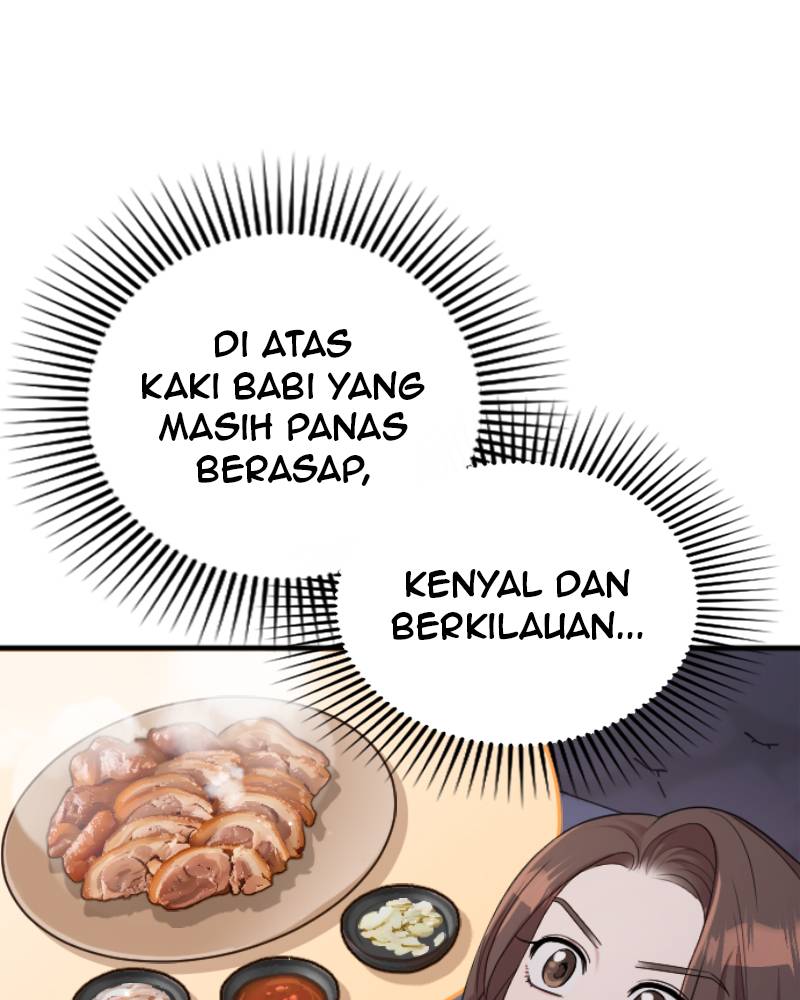 DI ATAS
KAKI BABI YANG
MASIH PANAS
BERASAP,
KENYAL DAN
BERKILAUAN...